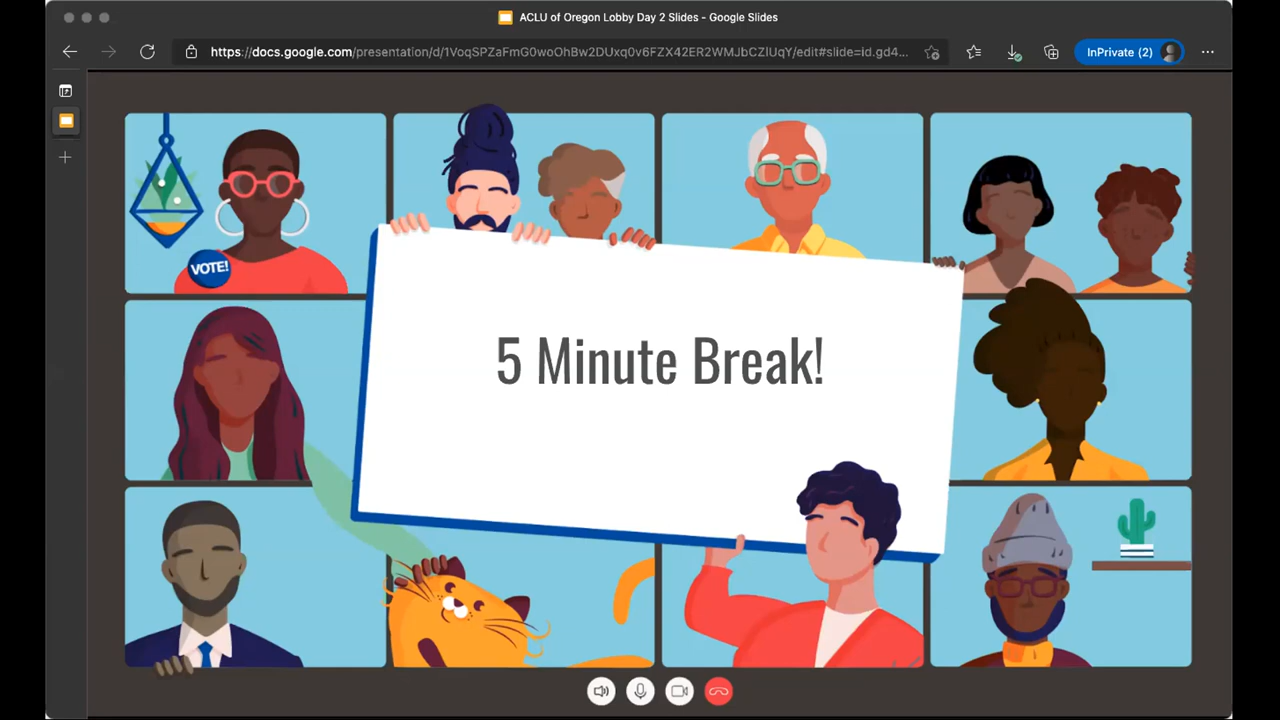 ACLU of Oregon Lobby Day 2 Slides - Google Slides
https://docs.google.com/presentation/d/1VoqSPZaFmG0woOhBw2DUxq0v6FZX42ER2WMJbCZlUqY/edit#slide=id.gd4...
InPrivate (2)
VOTE!
5 Minute Break!